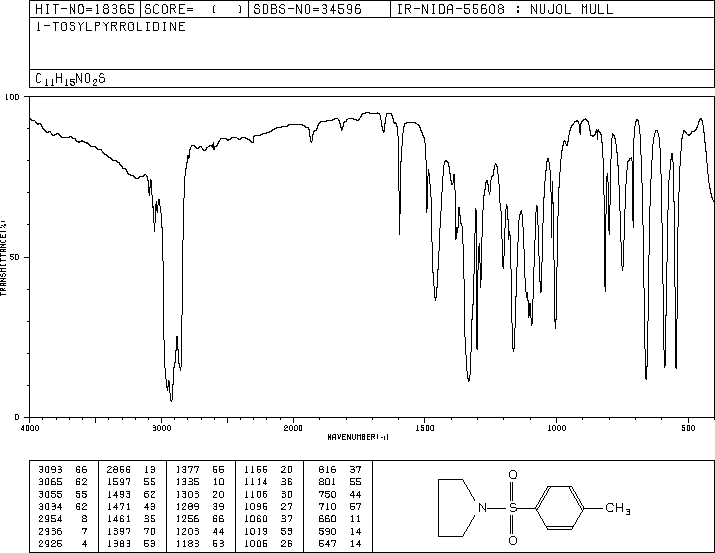 HIT-NO=18365 SCORE= ( ) SDBS-NO=34596 IR-NIDA-55608 : NUJOL MULL
1-TOSYLPYRROLIDINE
C11H15NO2S
100
50
0
TRANSMITTANCE(%)
4000 3000 2000 1500 1000 500
WAVENUMBER(-1)
3093 66 2866 13 1377 55 1166 20 816 37
3065 62 1597 55 1335 10 1114 36 801 55
3055 55 1493 62 1303 20 1106 30 750 44
3034 62 1471 49 1289 39 1096 27 710 57
2954 8 1461 35 1256 66 1060 37 660 11
2936 7 1397 70 1203 44 1019 53 590 14
2926 4 1383 53 1183 53 1006 26 547 14
O
N S CH3
O